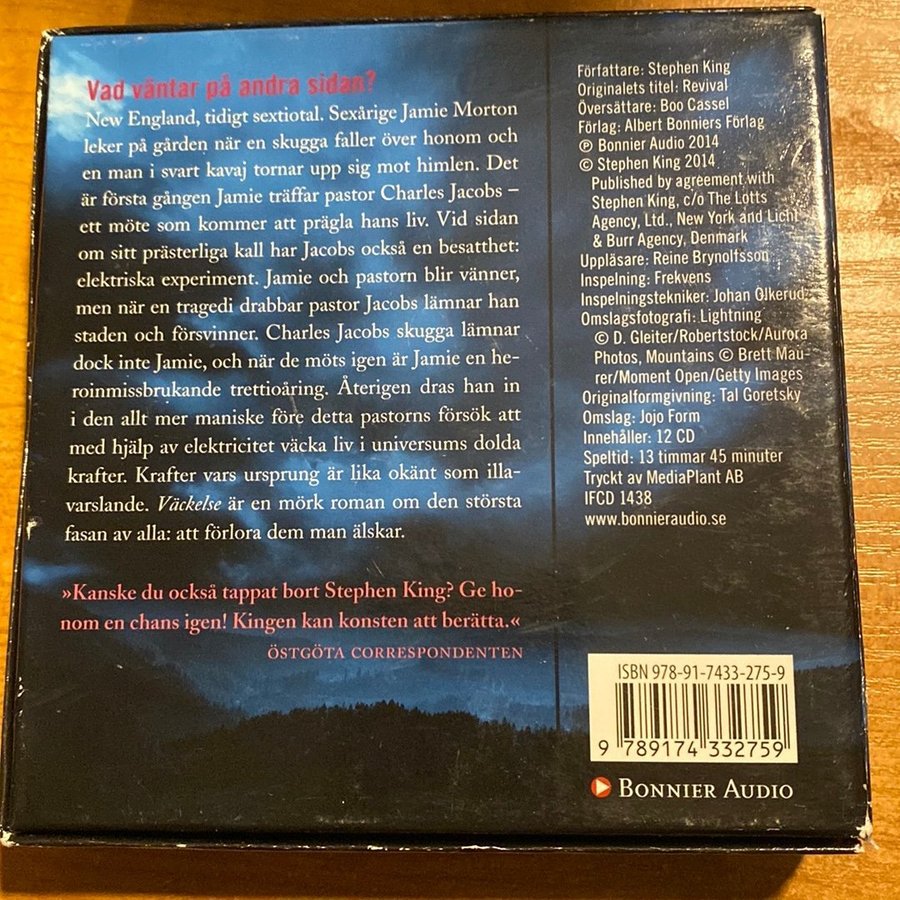 Vad väntar på andra sidan?
New England, tidigt sextiotal. Sexårige Jamie Morton
leker på gården när en skugga faller över honom och
en man i svart kavaj tornar upp sig mot himlen. Det
är första gången Jamie träffar pastor Charles Jacobs –
ett möte som kommer att prägla hans liv. Vid sidan
om sitt prästerliga kall har Jacobs också en besatthet:
elektriska experiment. Jamie och pastorn blir vänner,
men när en tragedi drabbar pastor Jacobs lämnar han
staden och försvinner. Charles Jacobs skugga lämnar
dock inte Jamie, och när de möts igen är Jamie en he-
roinmissbrukande trettioåring. Återigen dras han in
i den allt mer maniske före detta pastorns försök att
med hjälp av elektricitet väcka liv i universums dolda
krafter. Krafter vars ursprung är lika okänt som illa-
varslande. Väckelse är en mörk roman om den största
fasan av alla: att förlora dem man älskar.
»Kanske du också tappat bort Stephen King? Ge ho-
nom en chans igen! Kingen kan konsten att berätta.«
ÖSTGÖTA CORRESPONDENTEN
Författare: Stephen King
Originalets titel: Revival
Översättare: Boo Cassel
Förlag: Albert Bonniers Förlag
℗ Bonnier Audio 2014
© Stephen King 2014
Published by agreement with
Stephen King, c/o The Lotts
Agency, Ltd., New York and Licht
& Burr Agency, Denmark
Uppläsare: Reine Brynolfsson
Inspelning: Frekvens
Inspelningstekniker: Johan Ölkerud
Omslagsfotografi: Lightning
© D. Gleiter/Robertstock/Aurora
Photos, Mountains © Brett Mau-
rer/Moment Open/Getty Images
Originalformgivning: Tal Goretsky
Omslag: Jojo Form
Innehåller: 12 CD
Speltid: 13 timmar 45 minuter
Tryckt av MediaPlant AB
IFCD 1438
www.bonnieraudio.se
ISBN 978-91-7433-275-9
9 789174 332759
BONNIER AUDIO